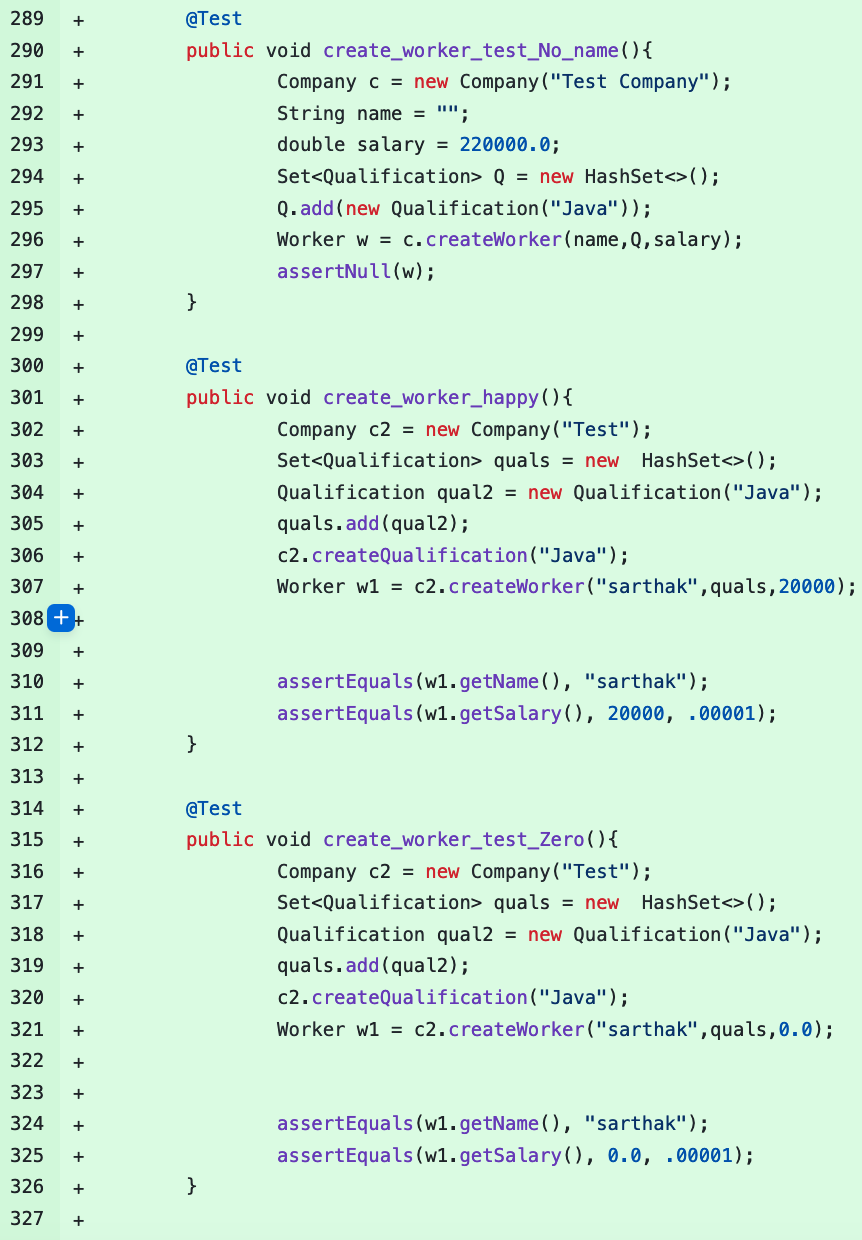 289 + @Test
290 + public void create_worker_test_No_name(){
291 + Company c = new Company("Test Company");
292 + String name = "";
293 + double salary = 220000.0;
294 + Set<Qualification> Q = new HashSet<>();
295 + Q.add(new Qualification("Java"));
296 + Worker w = c.createWorker(name,Q,salary);
297 + assertNull(w);
298 + }
299 +
300 + @Test
301 + public void create_worker_happy(){
302 + Company c2 = new Company("Test");
303 + Set<Qualification> quals = new  HashSet<>();
304 + Qualification qual2 = new Qualification("Java");
305 + quals.add(qual2);
306 + c2.createQualification("Java");
307 + Worker w1 = c2.createWorker("sarthak",quals,20000);
308 + +
309 +
310 + assertEquals(w1.getName(), "sarthak");
311 + assertEquals(w1.getSalary(), 20000, .00001);
312 + }
313 +
314 + @Test
315 + public void create_worker_test_Zero(){
316 + Company c2 = new Company("Test");
317 + Set<Qualification> quals = new  HashSet<>();
318 + Qualification qual2 = new Qualification("Java");
319 + quals.add(qual2);
320 + c2.createQualification("Java");
321 + Worker w1 = c2.createWorker("sarthak",quals,0.0);
322 +
323 +
324 + assertEquals(w1.getName(), "sarthak");
325 + assertEquals(w1.getSalary(), 0.0, .00001);
326 + }
327 +